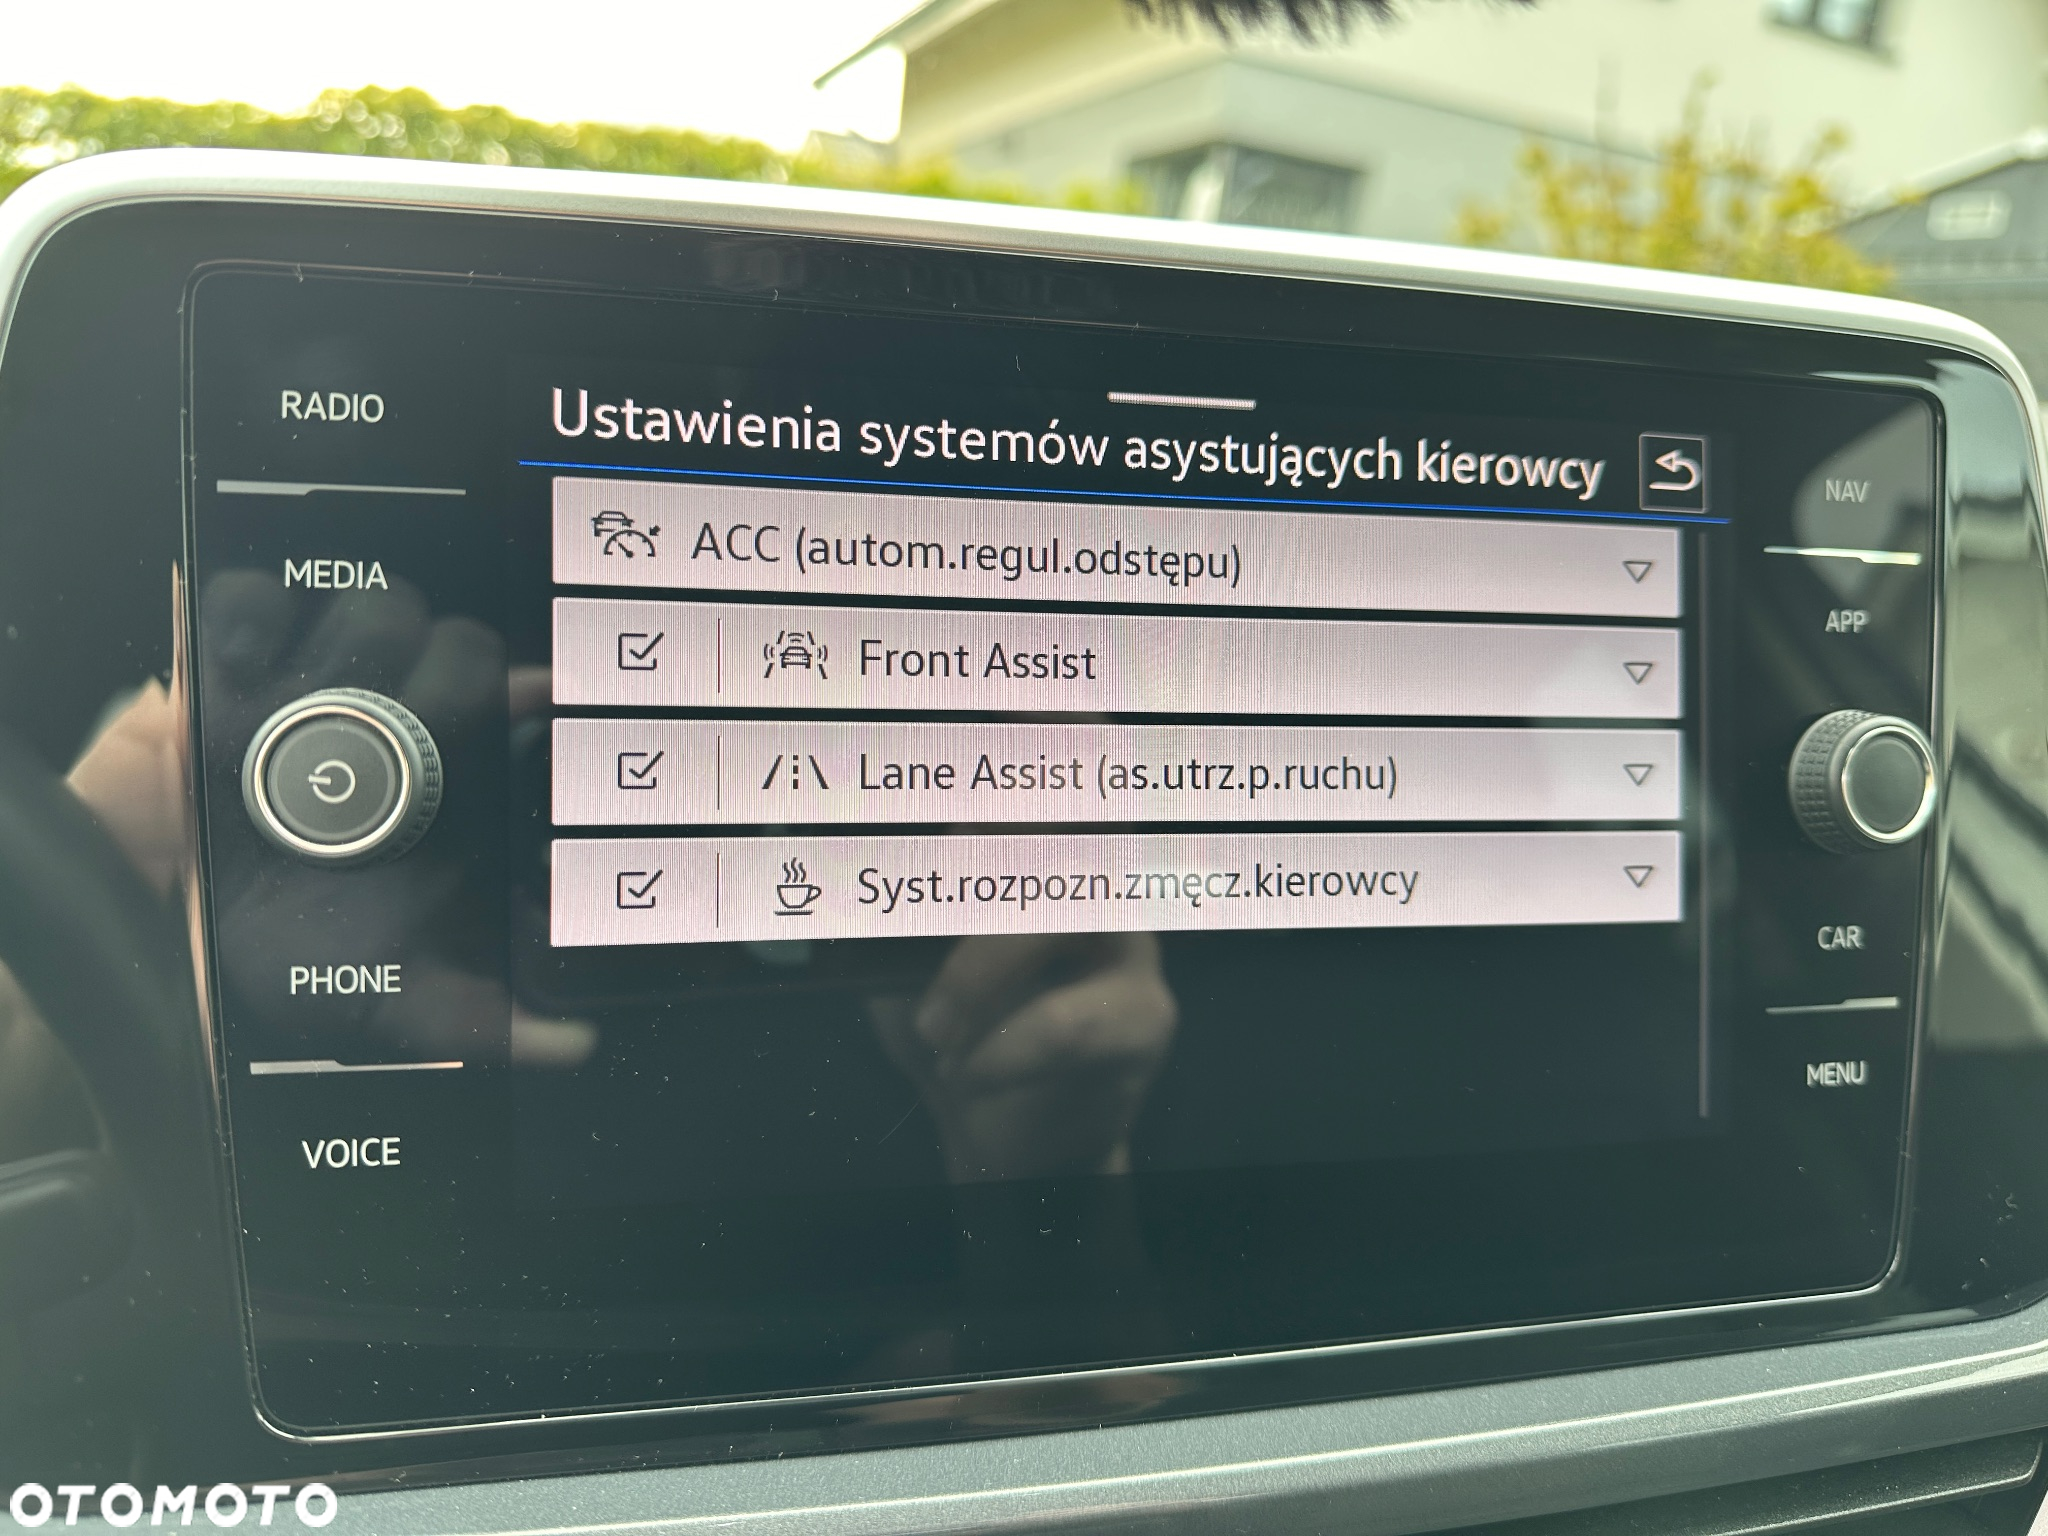 RADIO
MEDIA
PHONE
VOICE
Ustawienia systemów asystujących kierowcy
ACC (autom.regul.odstępu)
Front Assist
Lane Assist (as.utrz.p.ruchu)
Syst.rozpozn.zmęcz.kierowcy
NAV
APP
CAR
MENU
OTOMOTO